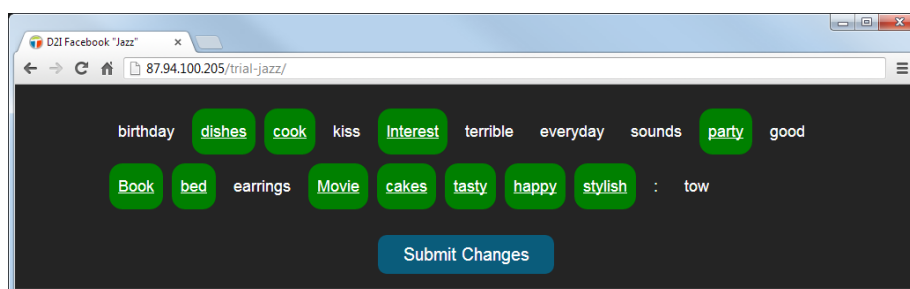 D2I Facebook "Jazz"
87.94.100.205/trial-jazz/
birthday dishes cook kiss Interest terrible everyday sounds party good
Book bed earrings Movie cakes tasty happy stylish : tow
Submit Changes